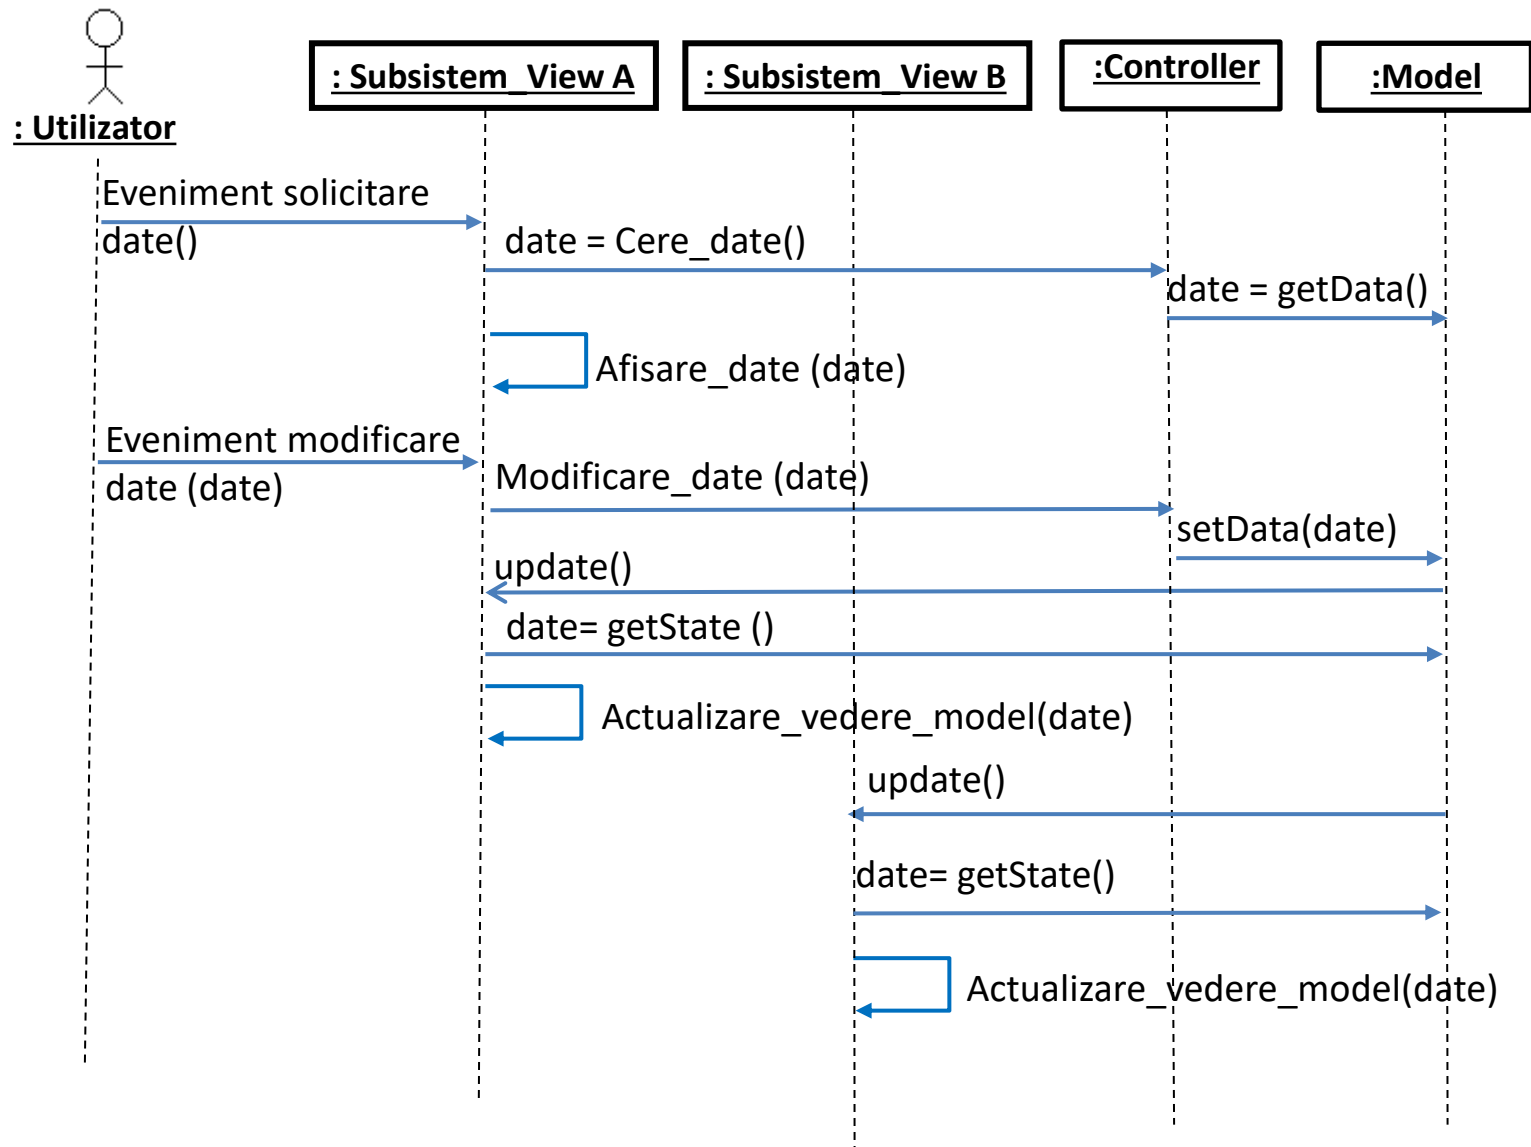 : Utilizator
: Subsistem_View A
: Subsistem_View B
:Controller
:Model
Eveniment solicitare
date()
date = Cere_date()
date = getData()
Afisare_date (date)
Eveniment modificare
date (date)
Modificare_date (date)
setData(date)
update()
date= getState ()
Actualizare_vedere_model(date)
update()
date= getState()
Actualizare_vedere_model(date)